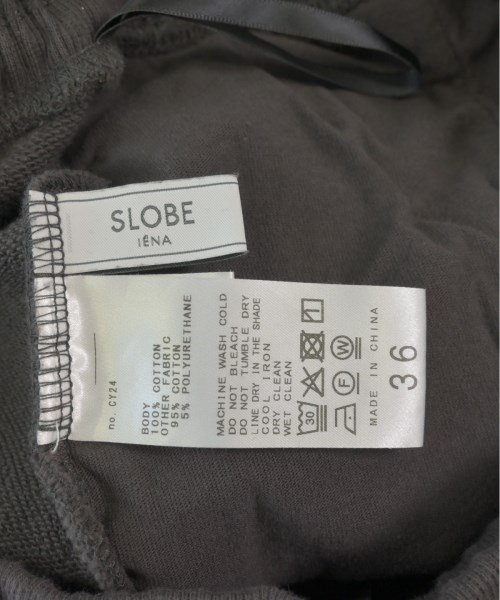 SLOBE
IÉNA
no. CY24
BODY
100% COTTON
OTHER FABRIC
95% COTTON
5% POLYURETHANE
MACHINE WASH COLD
DO NOT BLEACH
DO NOT TUMBLE DRY
LINE DRY IN THE SHADE
COOL IRON
DRY CLEAN
WET CLEAN
30
F
W
MADE IN CHINA
36